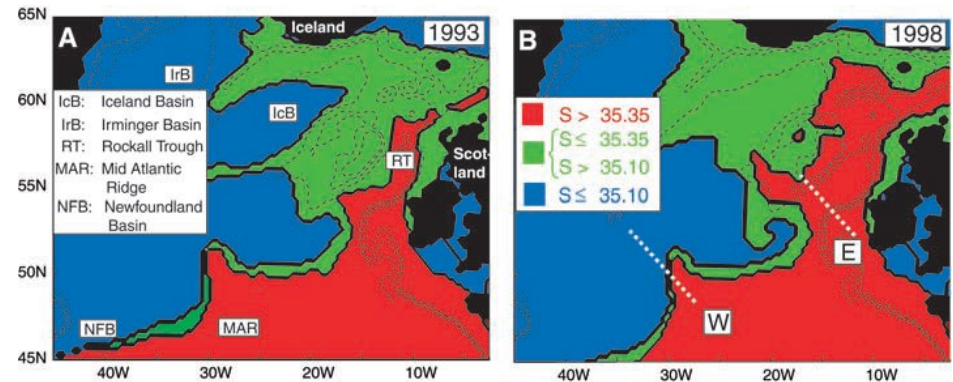 65N
60N
55N
50N
45N
A
Iceland
1993
IrB
IcB: Iceland Basin
IrB: Irminger Basin
RT: Rockall Trough
MAR: Mid Atlantic
Ridge
NFB: Newfoundland
Basin
IcB
RT
Scot-
land
NFB
MAR
40W 30W 20W 10W
B
1998
S > 35.35
S ≤ 35.35
S > 35.10
S ≤ 35.10
E
W
40W 30W 20W 10W